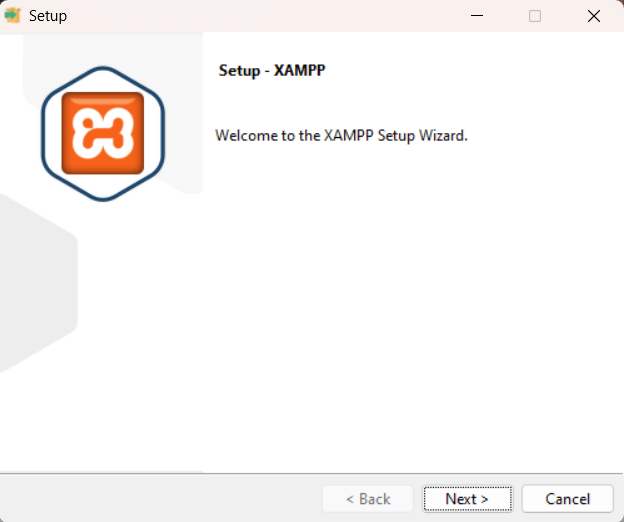 Setup
Setup - XAMPP
Welcome to the XAMPP Setup Wizard.
< Back
Next >
Cancel